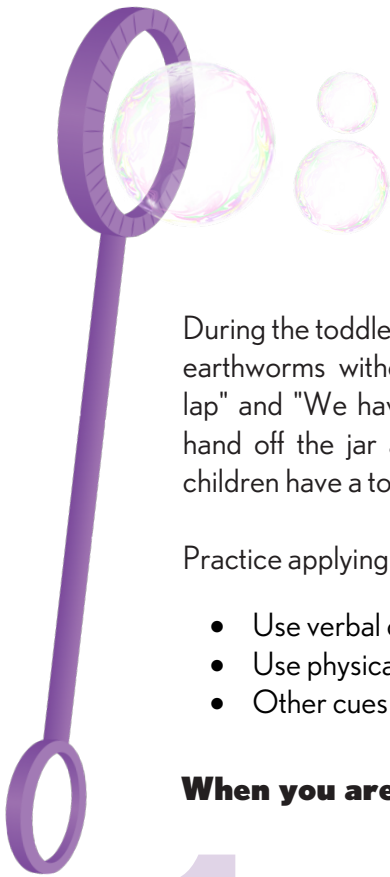 During the toddle
earthworms witho
lap" and "We hav
hand off the jar
children have a to
Practice applying
• Use verbal
• Use physica
• Other cues
When you are